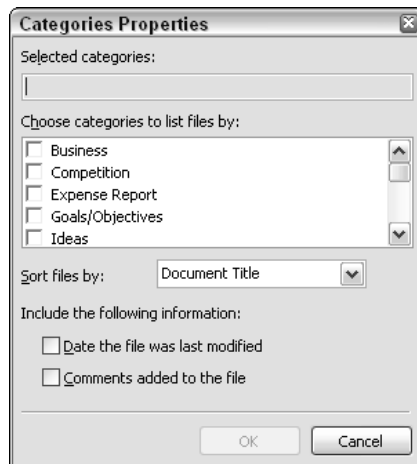 Categories Properties
Selected categories:
Choose categories to list files by:
Business
Competition
Expense Report
Goals/Objectives
Ideas
Sort files by: Document Title
Include the following information:
Date the file was last modified
Comments added to the file
OK Cancel